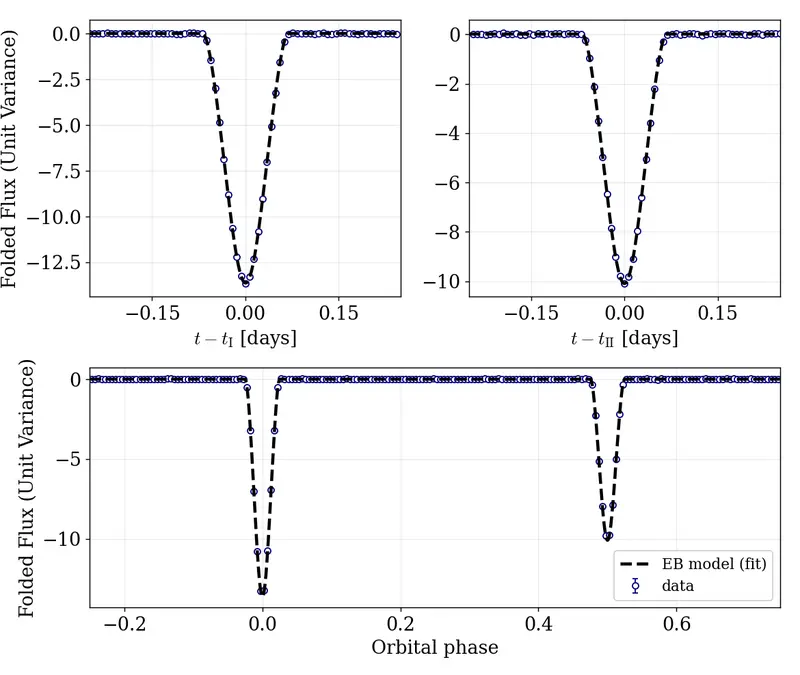 Folded Flux (Unit Variance)
0.0
−2.5
−5.0
−7.5
−10.0
−12.5
−0.15 0.00 0.15
t − tI [days]
0
−2
−4
−6
−8
−10
−0.15 0.00 0.15
t − tII [days]
Folded Flux (Unit Variance)
0
−5
−10
−0.2 0.0 0.2 0.4 0.6
Orbital phase
EB model (fit)
data